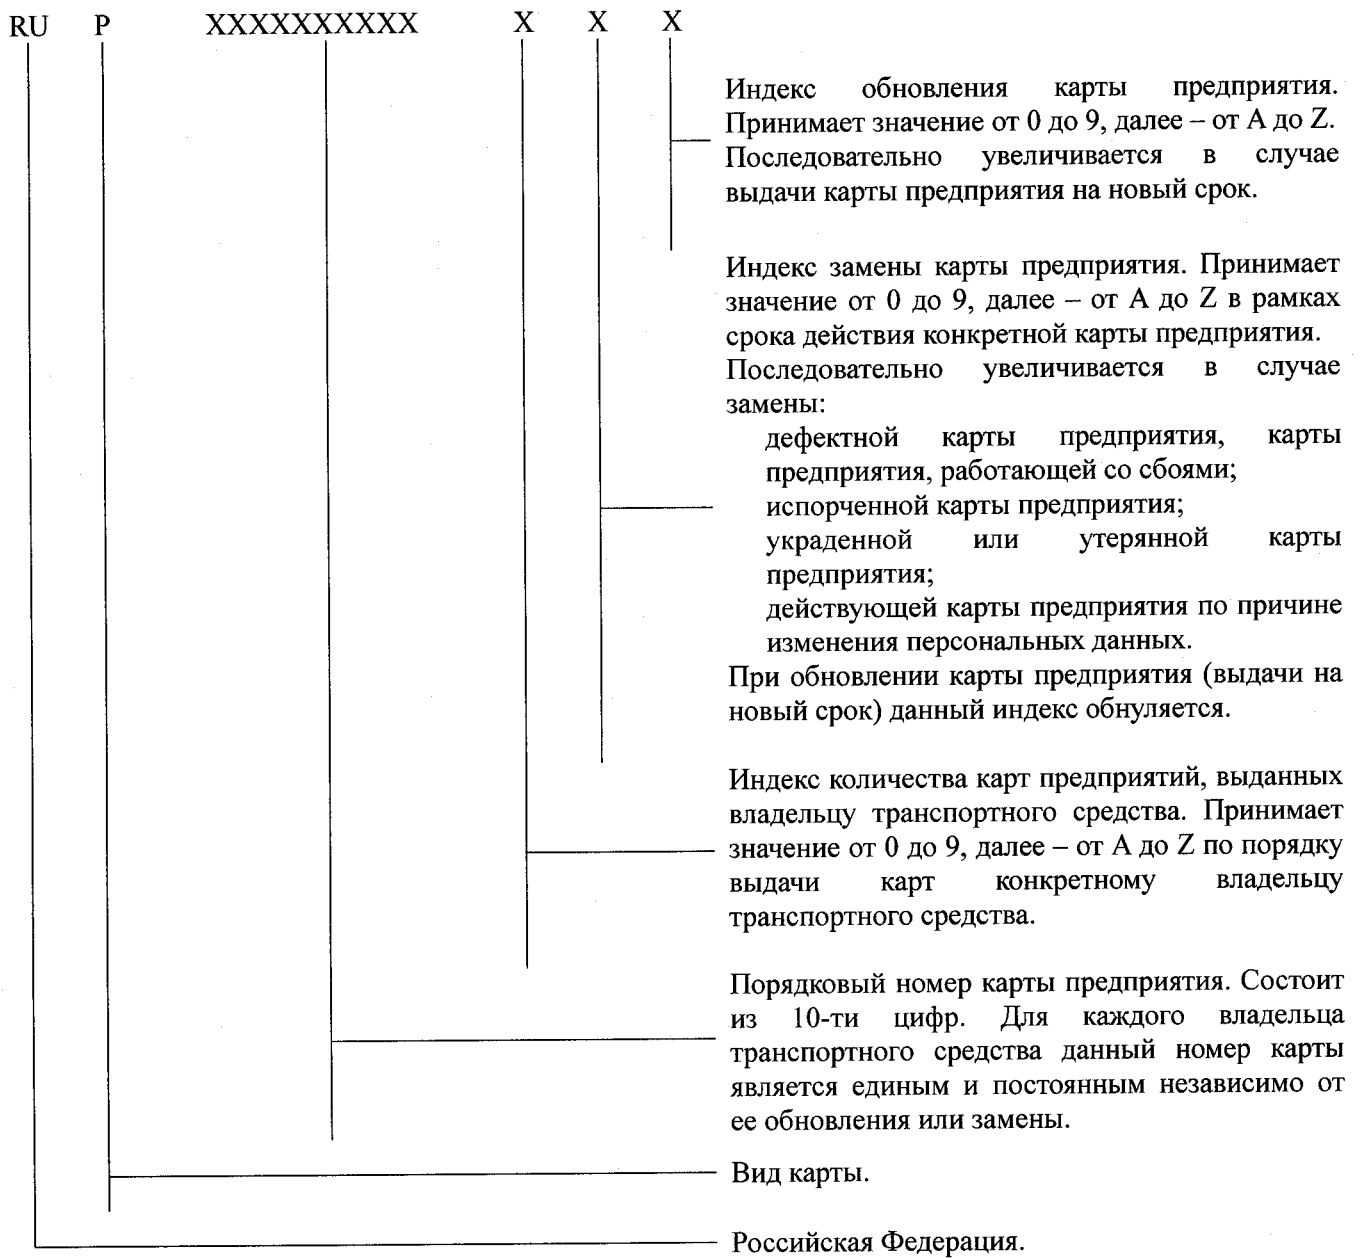 RU P XXXXXXXXXX X X X
Индекс обновления карты предприятия.
Принимает значение от 0 до 9, далее – от A до Z.
Последовательно увеличивается в случае
выдачи карты предприятия на новый срок.
Индекс замены карты предприятия. Принимает
значение от 0 до 9, далее – от A до Z в рамках
срока действия конкретной карты предприятия.
Последовательно увеличивается в случае
замены:
дефектной карты предприятия, карты
предприятия, работающей со сбоями;
испорченной карты предприятия;
украденной или утерянной карты
предприятия;
действующей карты предприятия по причине
изменения персональных данных.
При обновлении карты предприятия (выдачи на
новый срок) данный индекс обнуляется.
Индекс количества карт предприятий, выданных
владельцу транспортного средства. Принимает
значение от 0 до 9, далее – от A до Z по порядку
выдачи карт конкретному владельцу
транспортного средства.
Порядковый номер карты предприятия. Состоит
из 10-ти цифр. Для каждого владельца
транспортного средства данный номер карты
является единым и постоянным независимо от
ее обновления или замены.
Вид карты.
Российская Федерация.